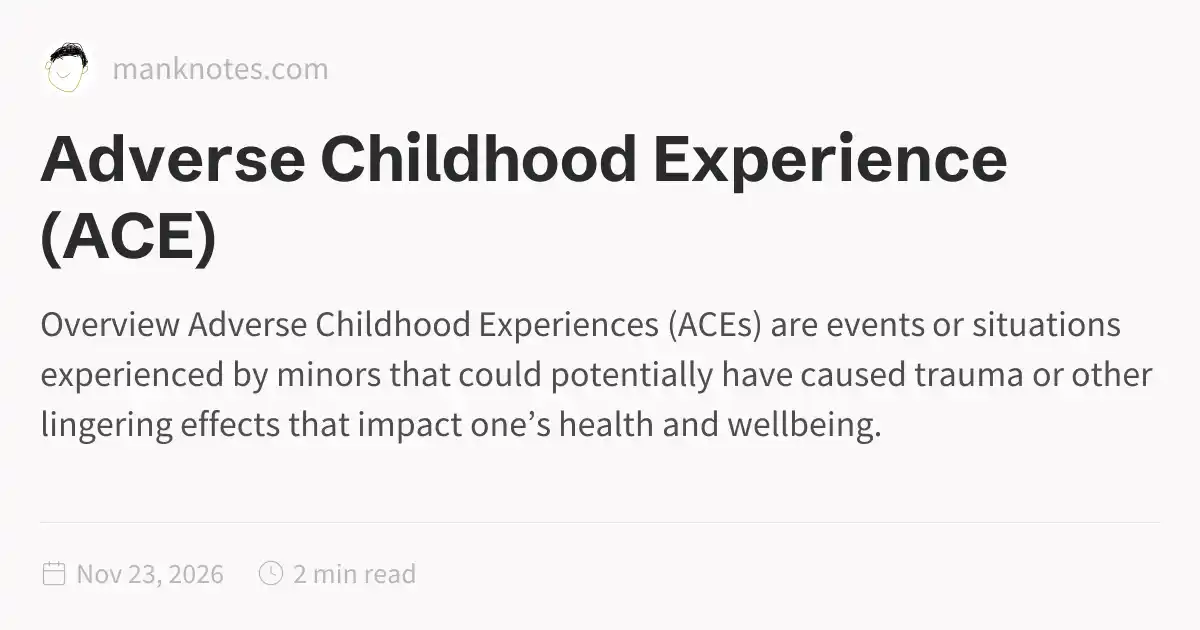 manknotes.com
Adverse Childhood Experience
(ACE)
Overview Adverse Childhood Experiences (ACEs) are events or situations
experienced by minors that could potentially have caused trauma or other
lingering effects that impact one’s health and wellbeing.
Nov 23, 2026 2 min read